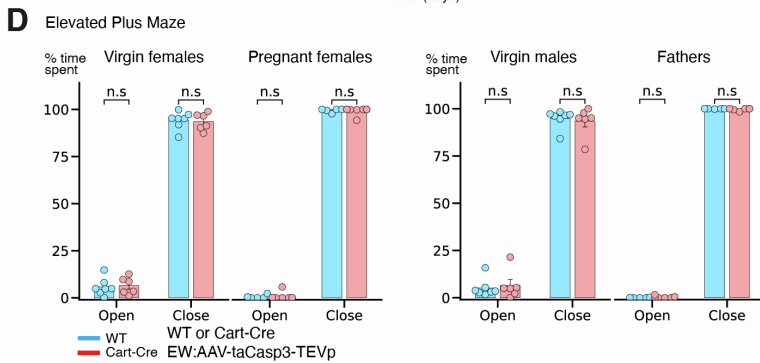 D Elevated Plus Maze
% time spent Virgin females Pregnant females
n.s n.s n.s n.s
100
75
50
25
0
Open Close Open Close
% time spent Virgin males Fathers
n.s n.s n.s n.s
100
75
50
25
0
Open Close Open Close
WT WT or Cart-Cre
Cart-Cre EW:AAV-taCasp3-TEVp